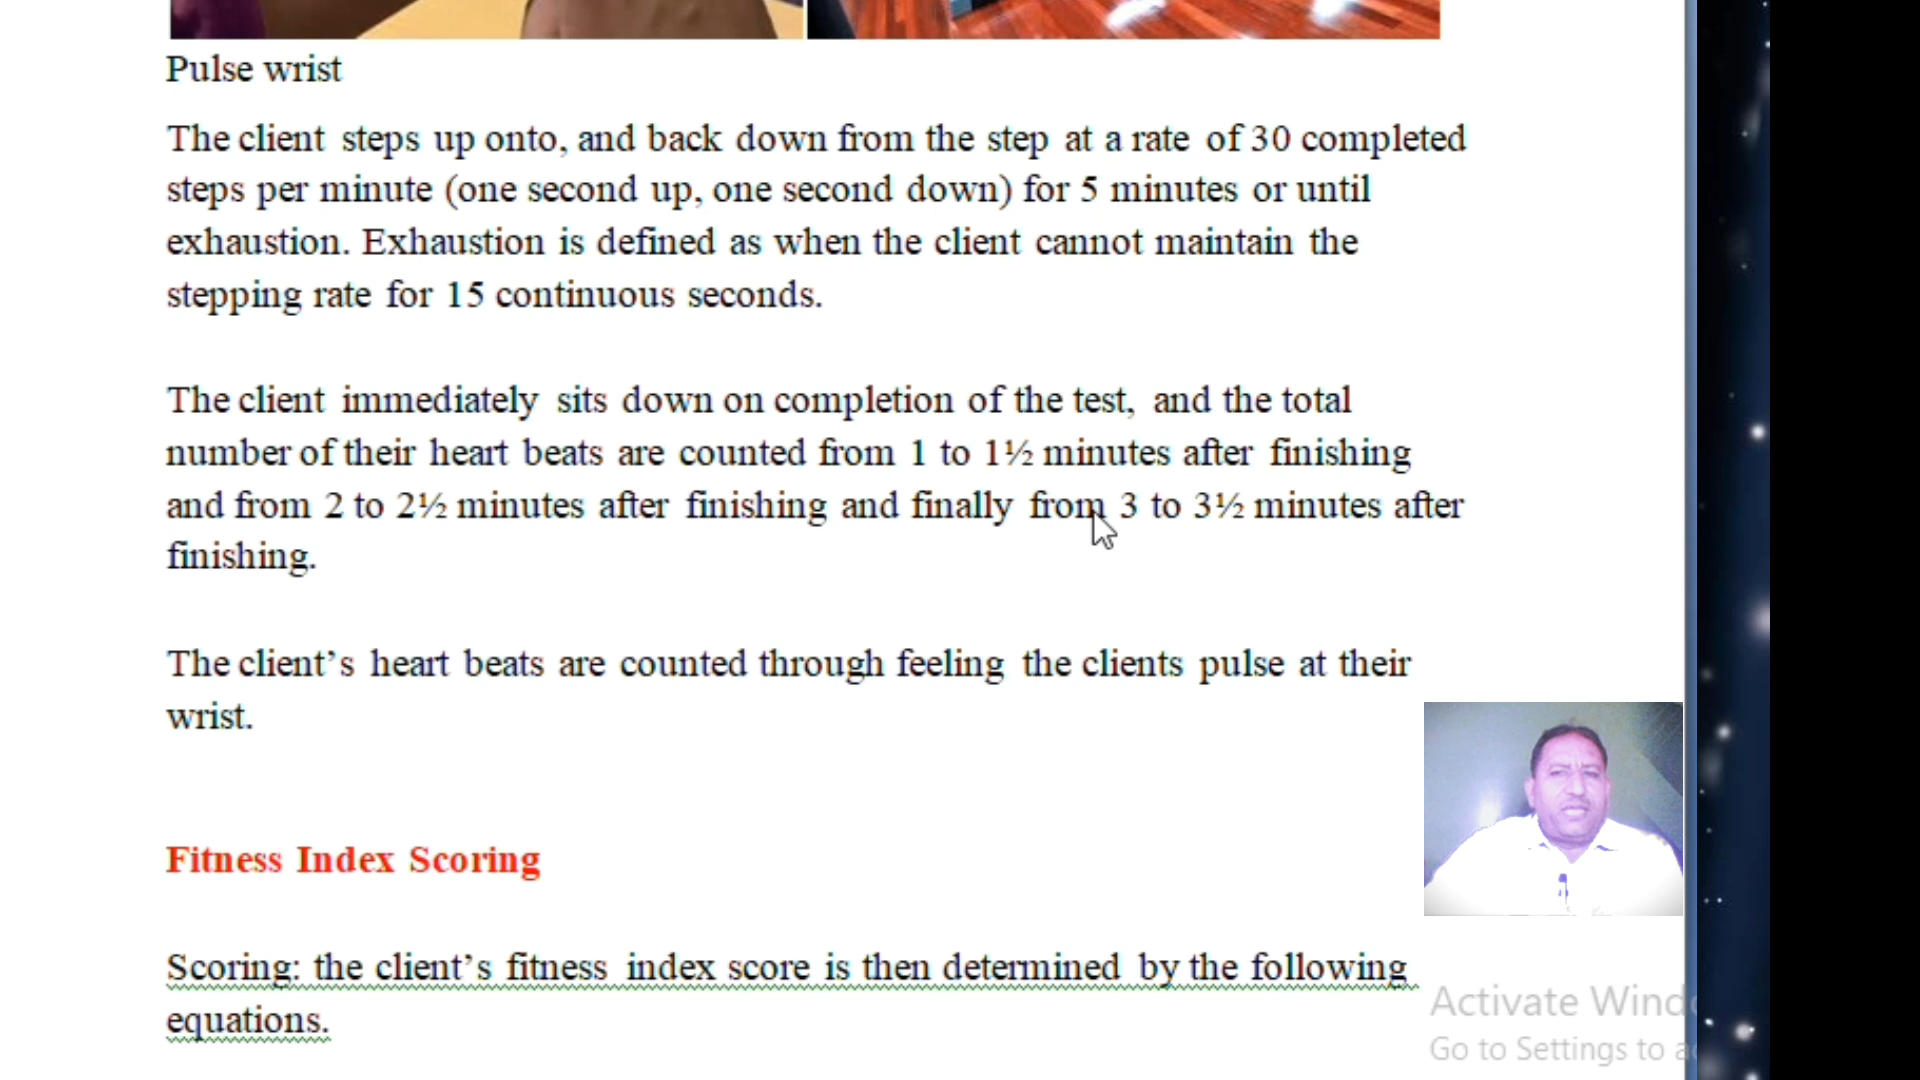 Pulse wrist
The client steps up onto, and back down from the step at a rate of 30 completed
steps per minute (one second up, one second down) for 5 minutes or until
exhaustion. Exhaustion is defined as when the client cannot maintain the
stepping rate for 15 continuous seconds.
The client immediately sits down on completion of the test, and the total
number of their heart beats are counted from 1 to 1½ minutes after finishing
and from 2 to 2½ minutes after finishing and finally from 3 to 3½ minutes after
finishing.
The client’s heart beats are counted through feeling the clients pulse at their
wrist.
Fitness Index Scoring
Scoring: the client’s fitness index score is then determined by the following
equations.
Activate
Go to Settings to